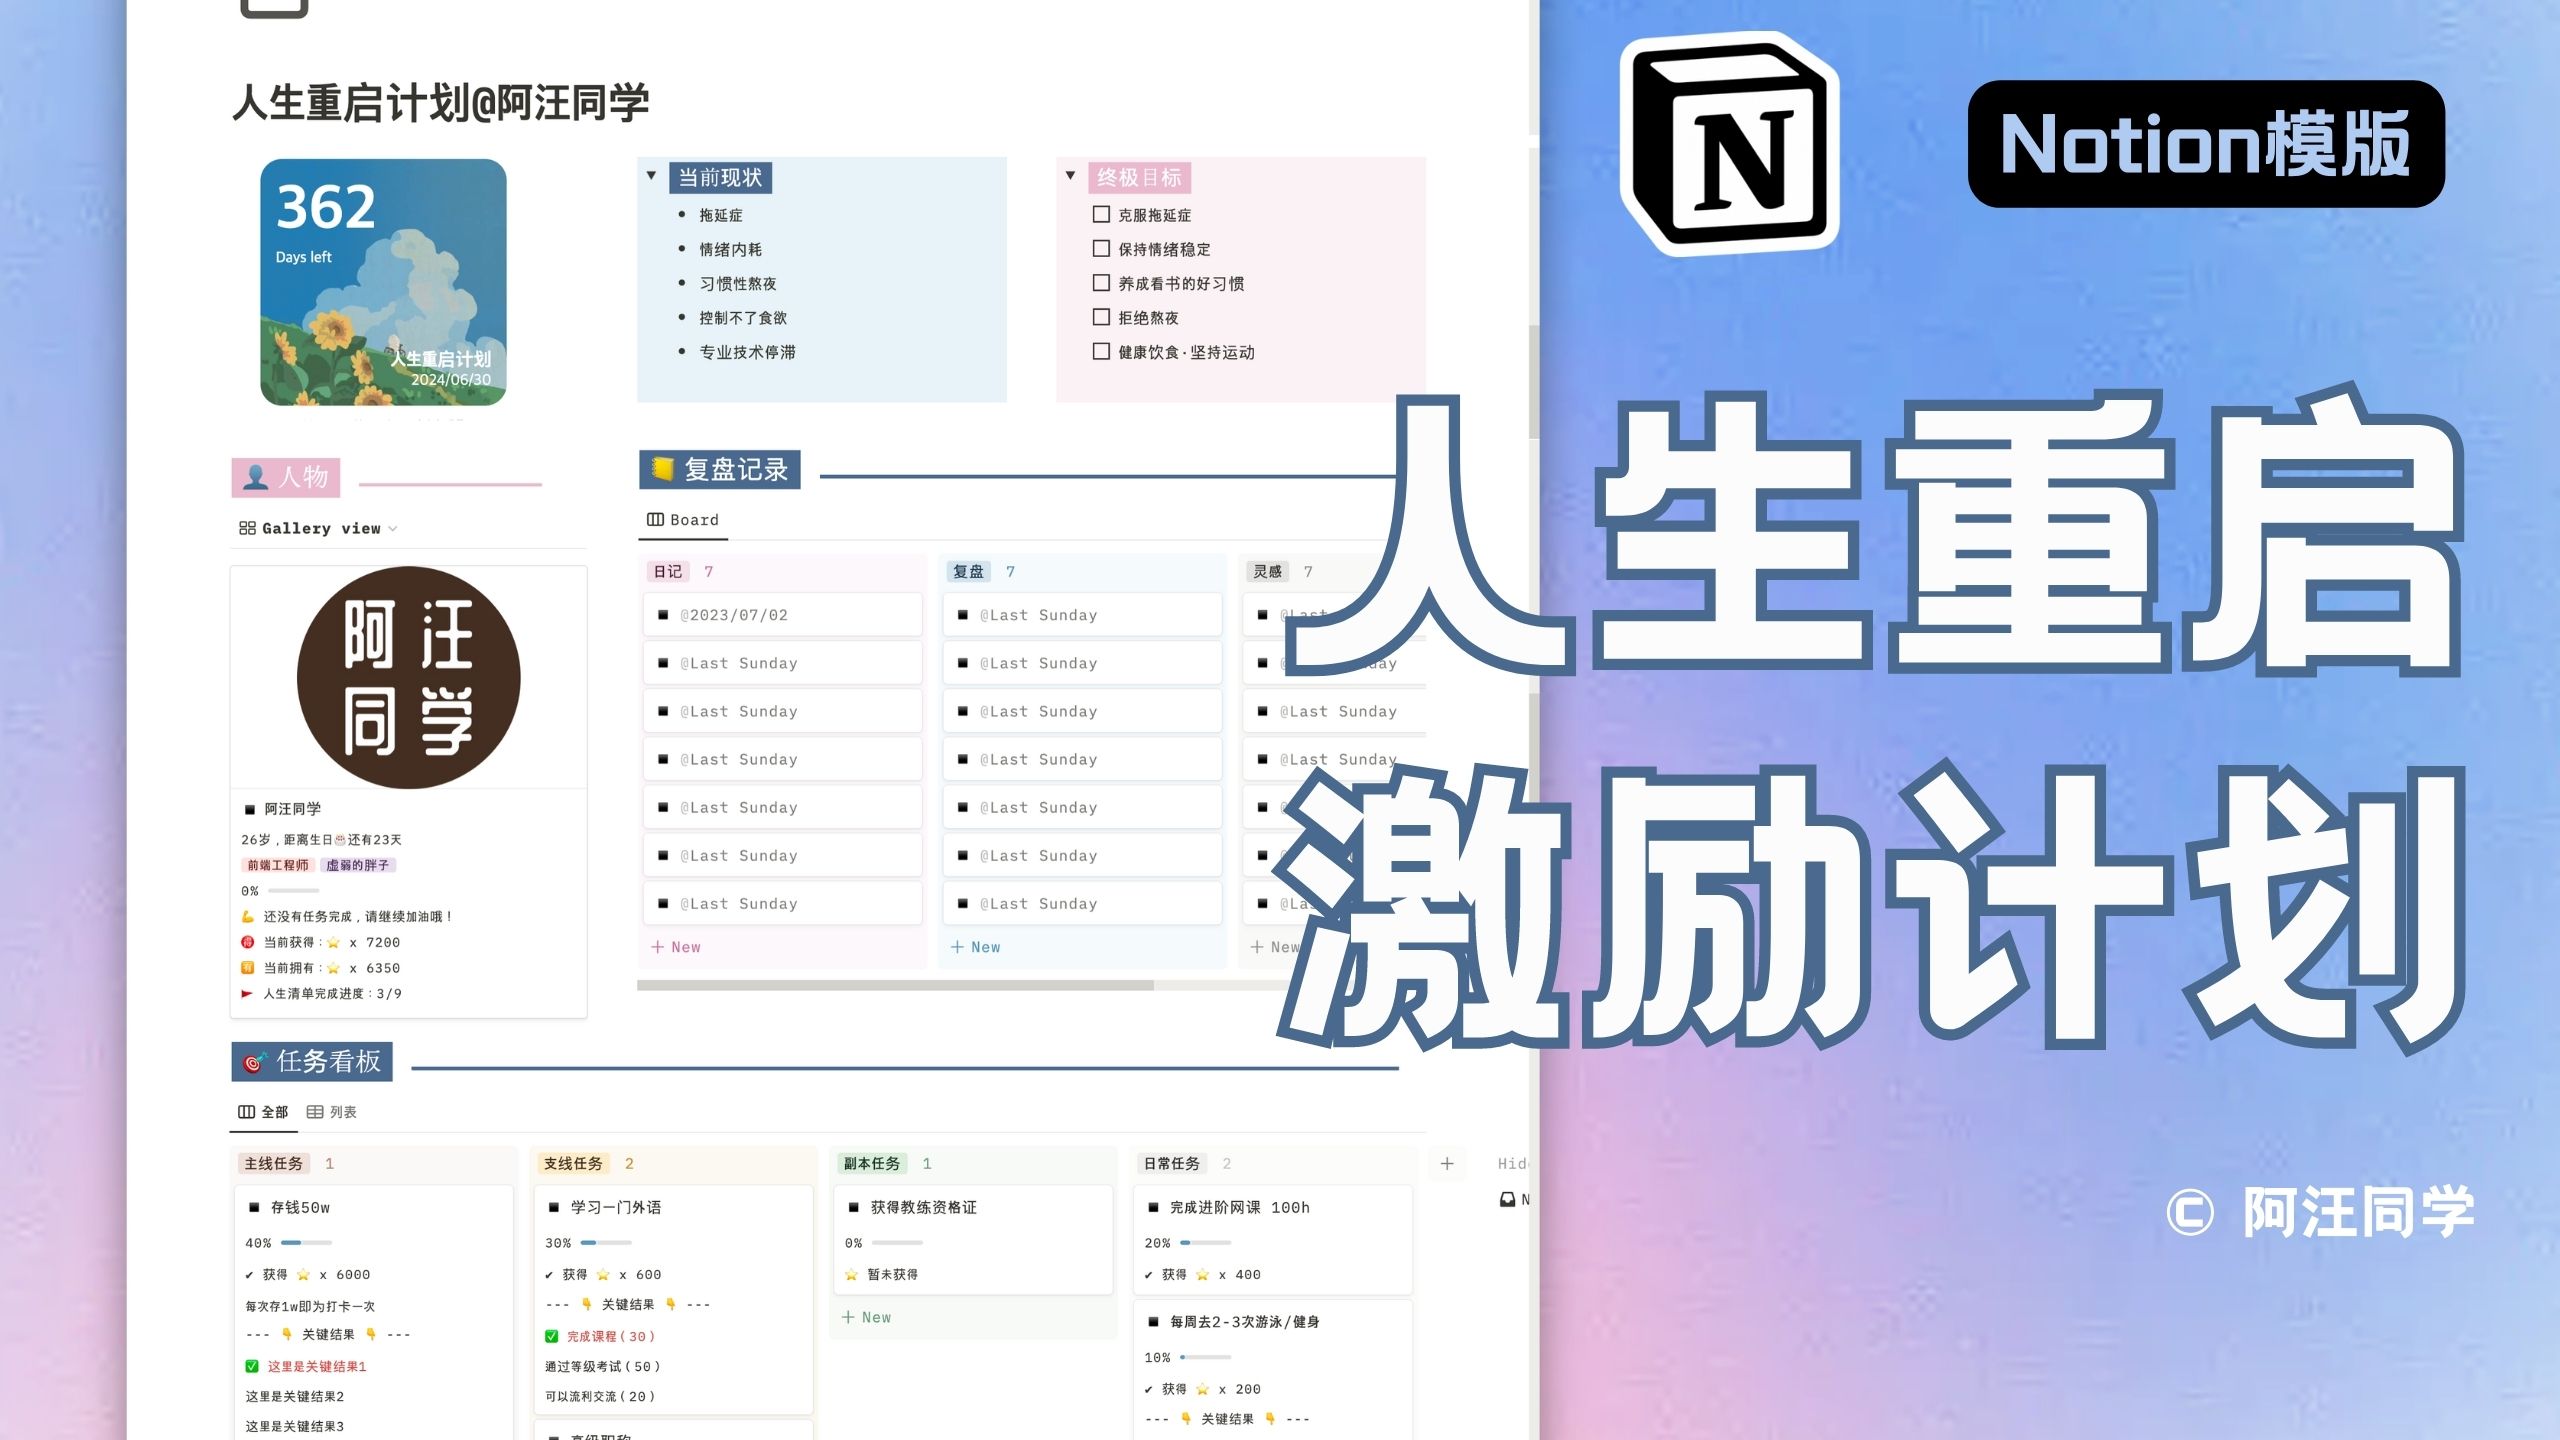 人生重启计划@阿汪同学
362
Days left
人生重启计划
2024/06/30
当前现状
拖延症
情绪内耗
习惯性熬夜
控制不了食欲
专业技术停滞
终极目标
克服拖延症
保持情绪稳定
养成看书的好习惯
拒绝熬夜
健康饮食·坚持运动
人物
Gallery view
阿汪
同学
阿汪同学
26岁，距离生日🎂还有23天
前端工程师 虚弱的胖子
0%
💪 还没有任务完成，请继续加油哦！
🉐 当前获得：⭐ x 7200
🈶 当前拥有：⭐ x 6350
🚩 人生清单完成进度：3/9
复盘记录
Board
日记 7
@2023/07/02
@Last Sunday
@Last Sunday
@Last Sunday
@Last Sunday
@Last Sunday
@Last Sunday
+ New
复盘 7
@Last Sunday
@Last Sunday
@Last Sunday
@Last Sunday
@Last Sunday
@Last Sunday
@Last Sunday
+ New
灵感 7
@Last Sunday
@Last Sunday
+ New
任务看板
全部 列表
主线任务 1
存钱50w
40%
✔ 获得 ⭐ x 6000
每次存1w即为打卡一次
--- 👇 关键结果 👇 ---
✅ 这里是关键结果1
这里是关键结果2
这里是关键结果3
支线任务 2
学习一门外语
30%
✔ 获得 ⭐ x 600
--- 👇 关键结果 👇 ---
✅ 完成课程(30)
通过等级考试(50)
可以流利交流(20)
副本任务 1
获得教练资格证
0%
⭐ 暂未获得
+ New
日常任务 2
完成进阶网课 100h
20%
✔ 获得 ⭐ x 400
每周去2-3次游泳/健身
10%
✔ 获得 ⭐ x 200
--- 👇 关键结果 👇 ---
N
Notion模版
人生重启
激励计划
© 阿汪同学